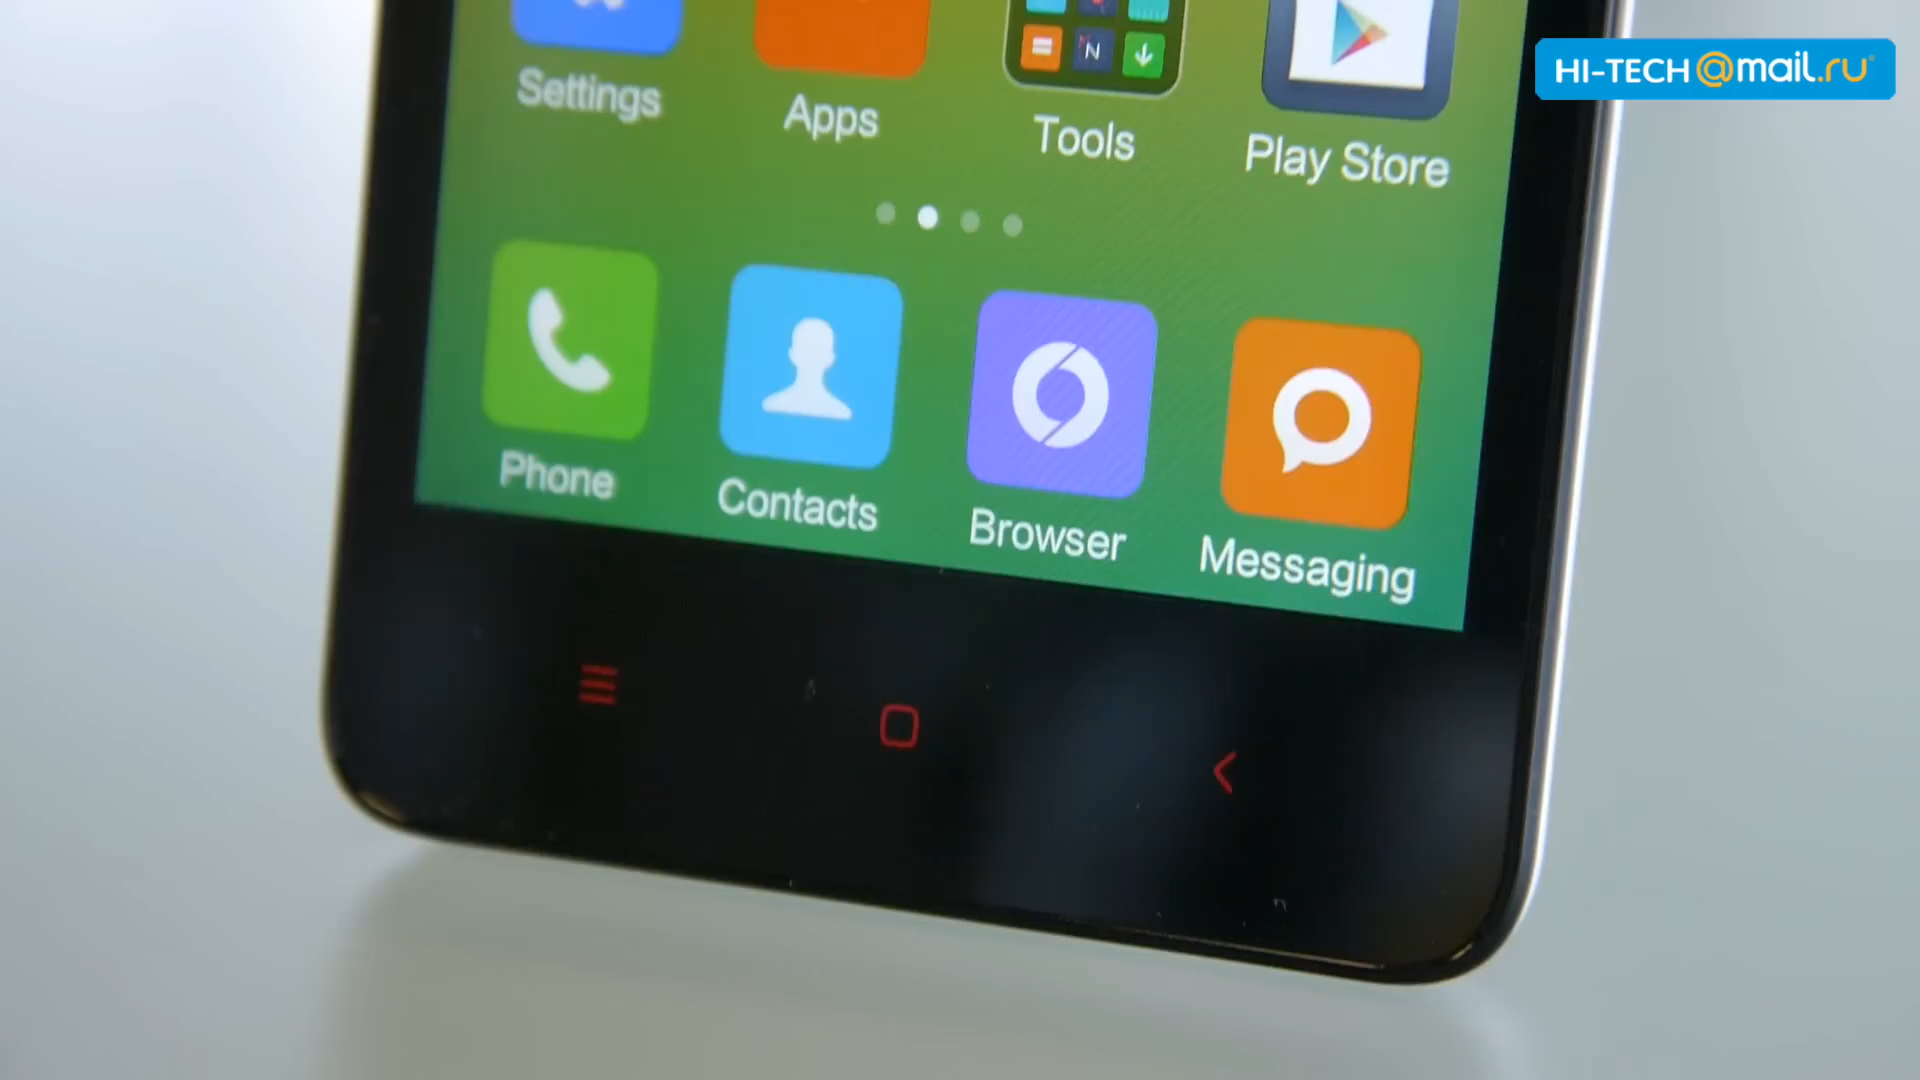 HI-TECH@mail.ru
Settings
Apps
Tools
Play Store
N
Phone
Contacts
Browser
Messaging